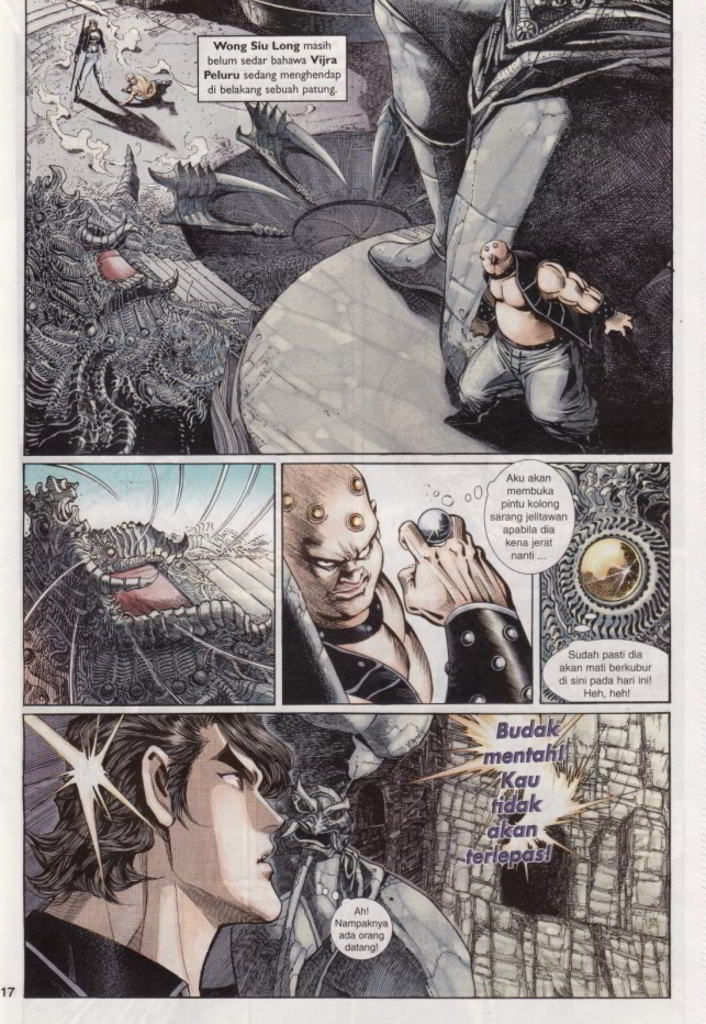 Wong Siu Long masih
belum sedar bahawa Vijra
Peluru sedang menghendap
di belakang sebuah patung.
Aku akan
membuka
pintu kolong
sarang jelitawan
apabila dia
kena jerat
nanti ...
Sudah pasti dia
akan mati berkubur
di sini pada hari ini!
Heh, heh!
Budak
mentah!
Kau
tidak
akan
terlepas!
Ah!
Nampaknya
ada orang
datang!
17